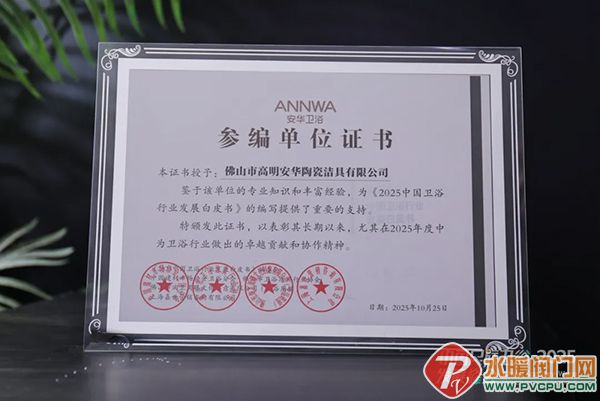 ANNWA
安华卫浴
参编单位证书
本证书授予：佛山市高明安华陶瓷洁具有限公司
鉴于该单位的专业知识和丰富经验，为《2025中国卫浴
行业发展白皮书》的编写提供了重要的支持。
特颁发此证书，以表彰其长期以来，尤其在2025年度中
为卫浴行业做出的卓越贡献和协作精神。
日期：2025年10月25日
水暖阀门网
WWW.PVCPU.COM